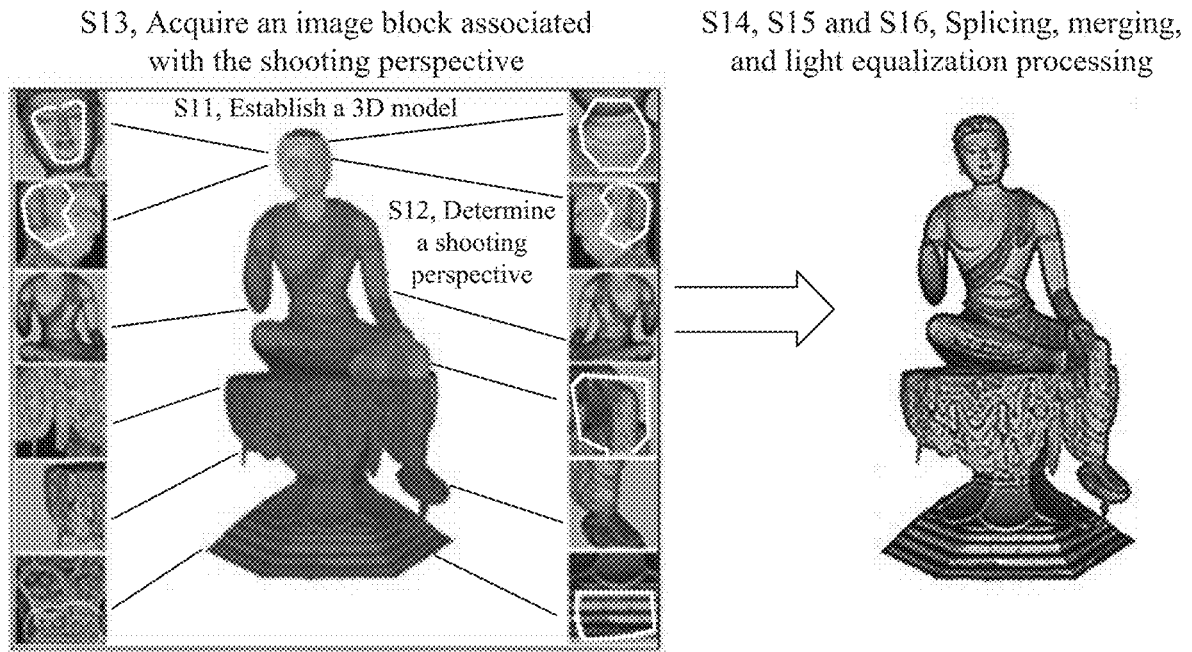 S13, Acquire an image block associated
with the shooting perspective
S14, S15 and S16, Splicing, merging,
and light equalization processing
S11, Establish a 3D model
S12, Determine
a shooting
perspective